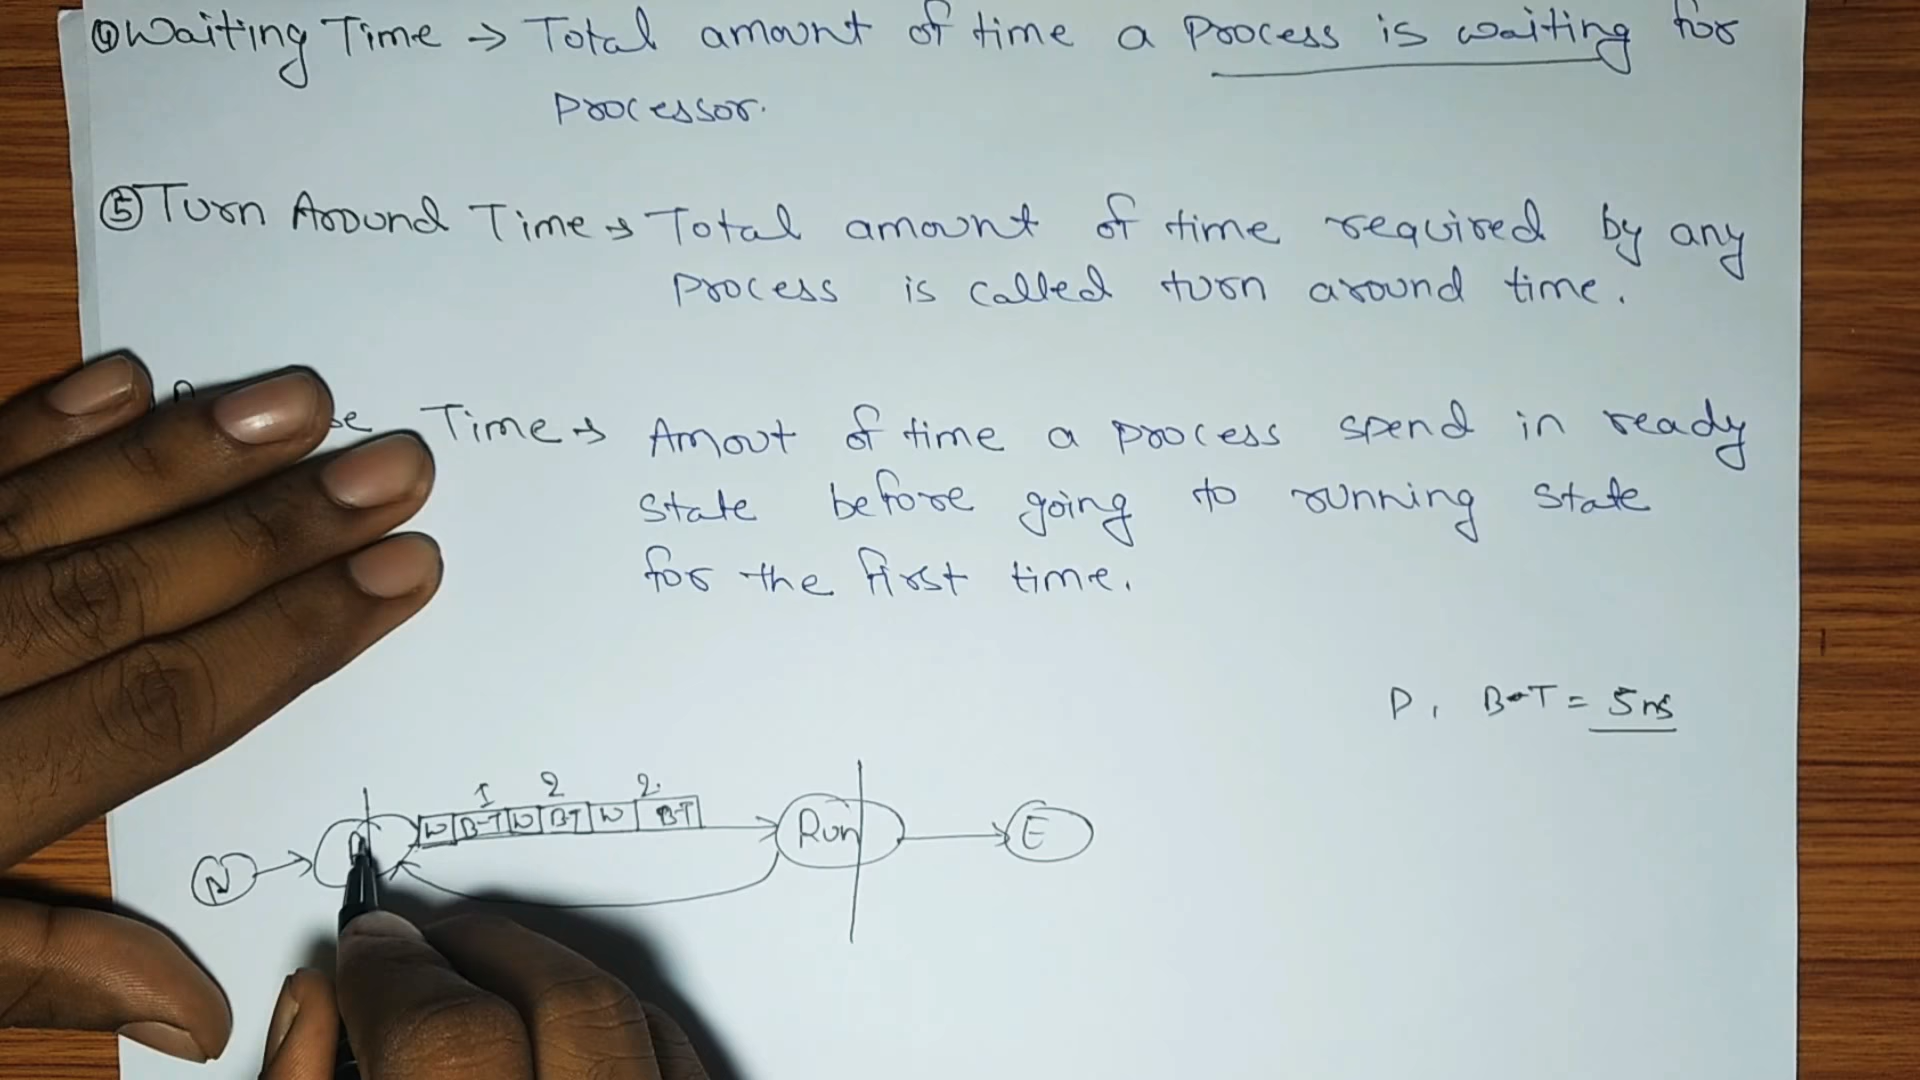 ④ Waiting Time → Total amount of time a process is waiting for
processor.
⑤ Turn Around Time → Total amount of time required by any
process is called turn around time.
Time → Amout of time a process spend in ready
state before going to running state
for the first time.
P, B-T = 5ns
1 2 2
W B-T W BT W B-T
N Run E